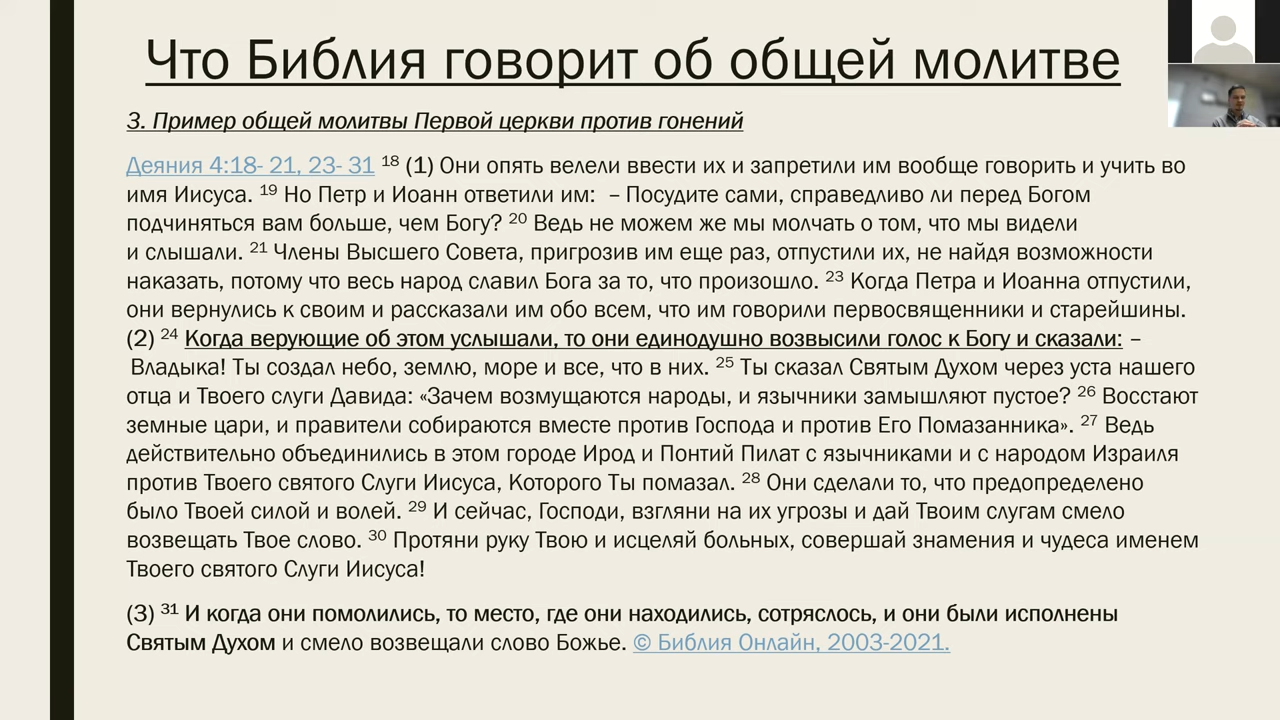 Что Библия говорит об общей молитве
3. Пример общей молитвы Первой церкви против гонений
Деяния 4:18- 21, 23- 31 ¹⁸ (1) Они опять велели ввести их и запретили им вообще говорить и учить во
имя Иисуса. ¹⁹ Но Петр и Иоанн ответили им:  – Посудите сами, справедливо ли перед Богом
подчиняться вам больше, чем Богу? ²⁰ Ведь не можем же мы молчать о том, что мы видели
и слышали. ²¹ Члены Высшего Совета, пригрозив им еще раз, отпустили их, не найдя возможности
наказать, потому что весь народ славил Бога за то, что произошло. ²³ Когда Петра и Иоанна отпустили,
они вернулись к своим и рассказали им обо всем, что им говорили первосвященники и старейшины.
(2) ²⁴ Когда верующие об этом услышали, то они единодушно возвысили голос к Богу и сказали: –
Владыка! Ты создал небо, землю, море и все, что в них. ²⁵ Ты сказал Святым Духом через уста нашего
отца и Твоего слуги Давида: «Зачем возмущаются народы, и язычники замышляют пустое? ²⁶ Восстают
земные цари, и правители собираются вместе против Господа и против Его Помазанника». ²⁷ Ведь
действительно объединились в этом городе Ирод и Понтий Пилат с язычниками и с народом Израиля
против Твоего святого Слуги Иисуса, Которого Ты помазал. ²⁸ Они сделали то, что предопределено
было Твоей силой и волей. ²⁹ И сейчас, Господи, взгляни на их угрозы и дай Твоим слугам смело
возвещать Твое слово. ³⁰ Протяни руку Твою и исцеляй больных, совершай знамения и чудеса именем
Твоего святого Слуги Иисуса!
(3) ³¹ И когда они помолились, то место, где они находились, сотряслось, и они были исполнены
Святым Духом и смело возвещали слово Божье. © Библия Онлайн, 2003-2021.